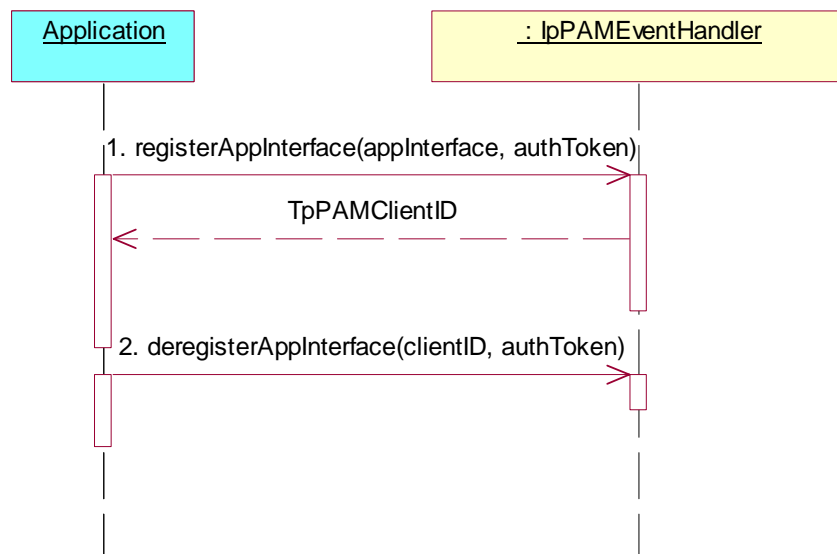 Application
: IpPAMEventHandler
1. registerAppInterface(appInterface, authToken)
TpPAMClientID
2. deregisterAppInterface(clientID, authToken)